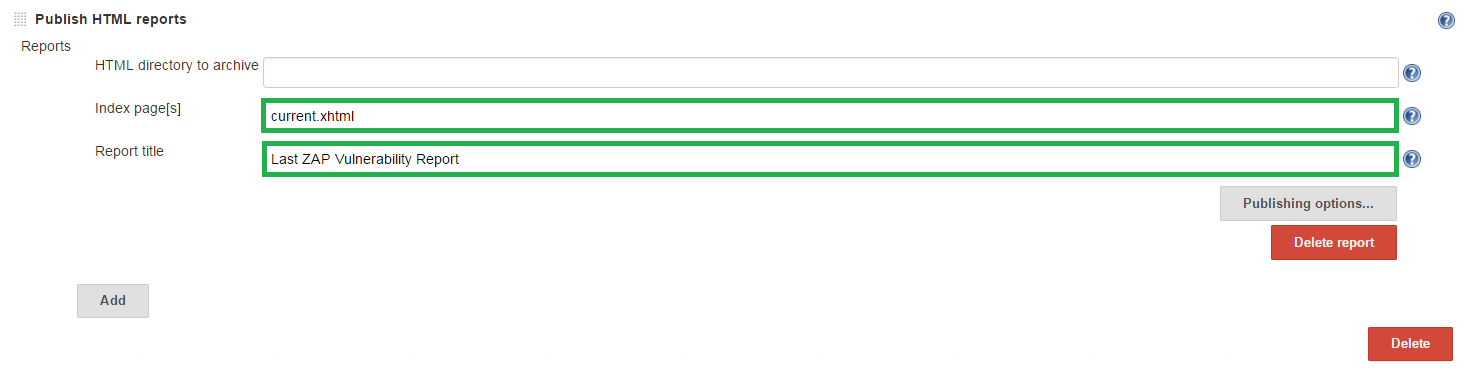 Publish HTML reports
Reports
HTML directory to archive
Index page[s]
current.xhtml
Report title
Last ZAP Vulnerability Report
Publishing options...
Delete report
Add
Delete